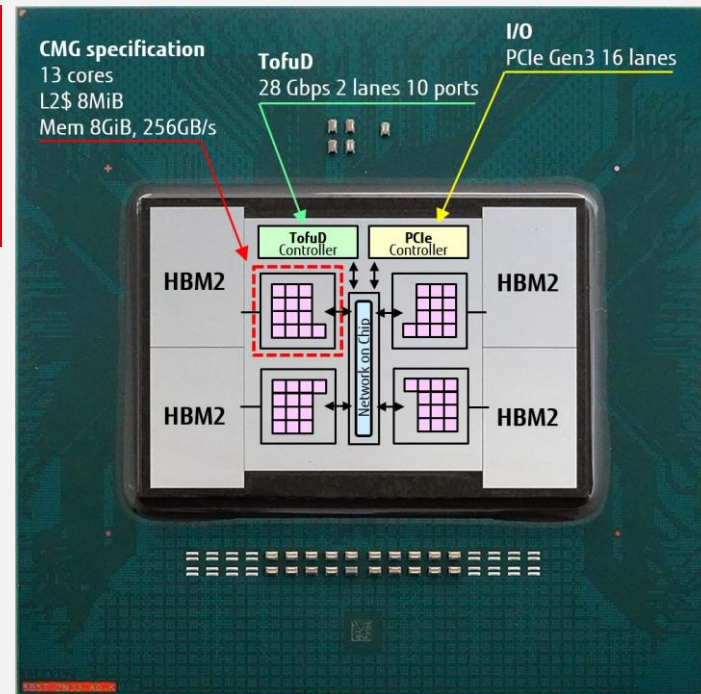 CMG specification
13 cores
L2$ 8MiB
Mem 8GiB, 256GB/s
TofuD
28 Gbps 2 lanes 10 ports
I/O
PCIe Gen3 16 lanes
TofuD
Controller
PCIe
Controller
HBM2
HBM2
Network on Chip
HBM2
HBM2